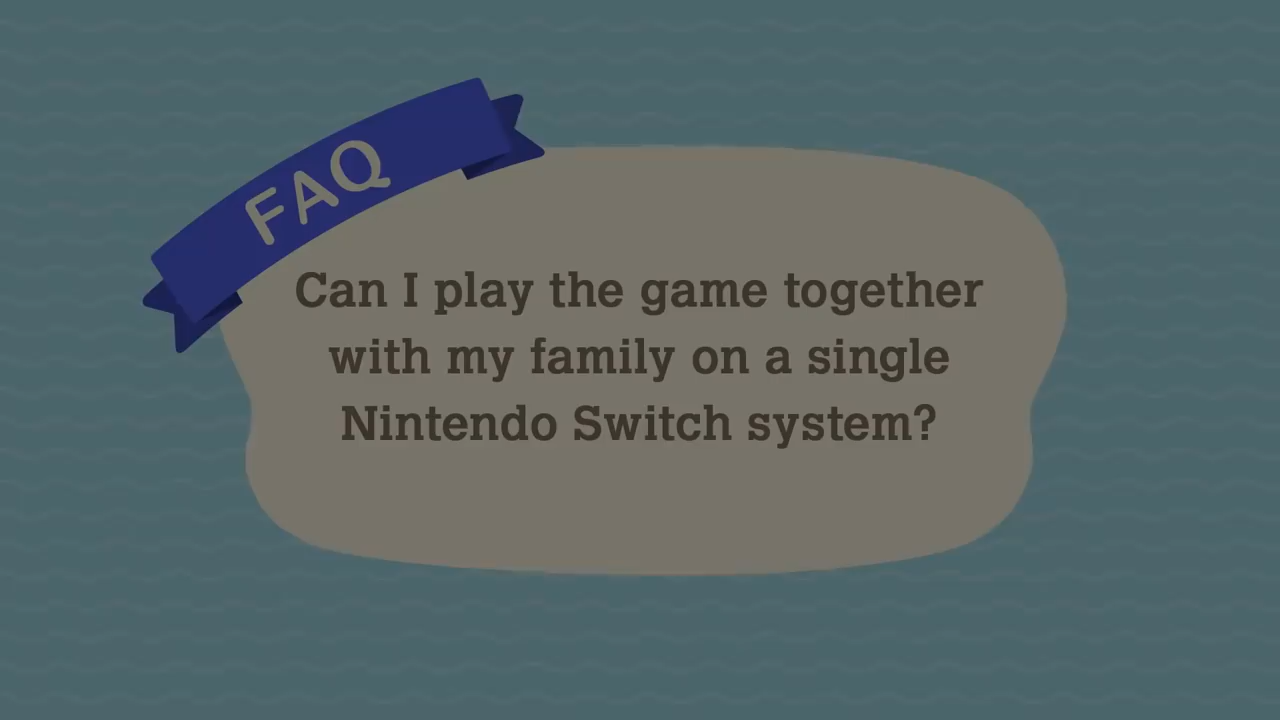 FAQ
Can I play the game together
with my family on a single
Nintendo Switch system?